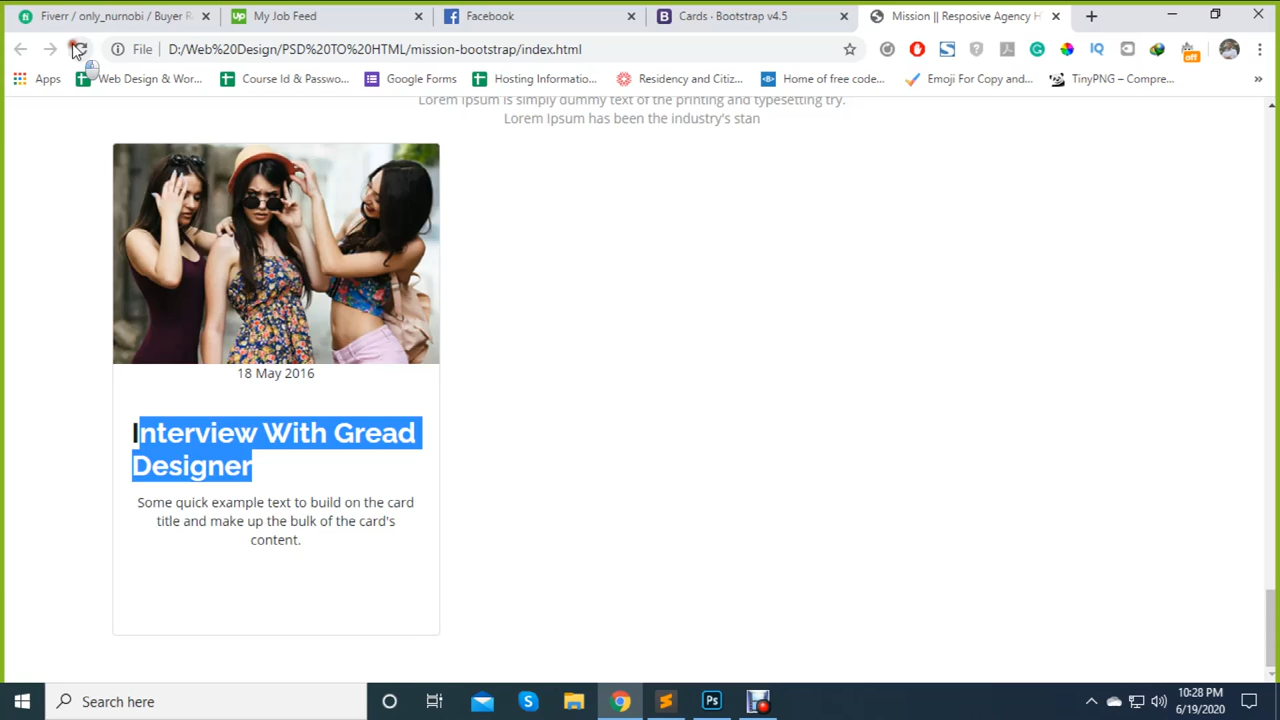 Fiverr / only_nurnobi / Buyer R
My Job Feed
Facebook
Cards · Bootstrap v4.5
Mission || Resposive Agency H
File D:/Web%20Design/PSD%20TO%20HTML/mission-bootstrap/index.html
Apps
Web Design & Wor...
Course Id & Passwo...
Google Forms
Hosting Informatio...
Residency and Citiz...
Home of free code...
Emoji For Copy and...
TinyPNG – Compre...
off
IQ
Lorem Ipsum is simply dummy text of the printing and typesetting try.
Lorem Ipsum has been the industry's stan
18 May 2016
Interview With Gread
Designer
Some quick example text to build on the card
title and make up the bulk of the card's
content.
Search here
10:28 PM
6/19/2020